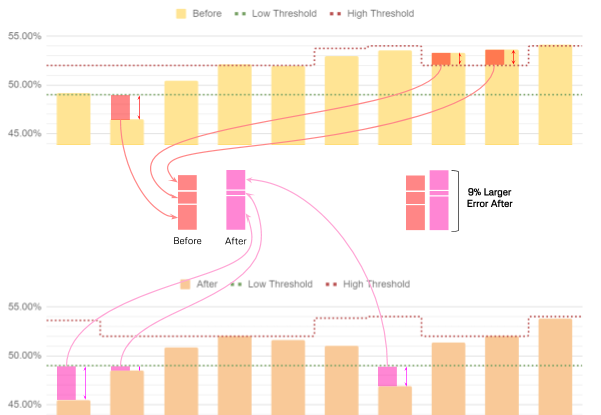 Before Low Threshold High Threshold
55.00%
50.00%
45.00%
9% Larger
Error After
Before After
After Low Threshold High Threshold
55.00%
50.00%
45.00%